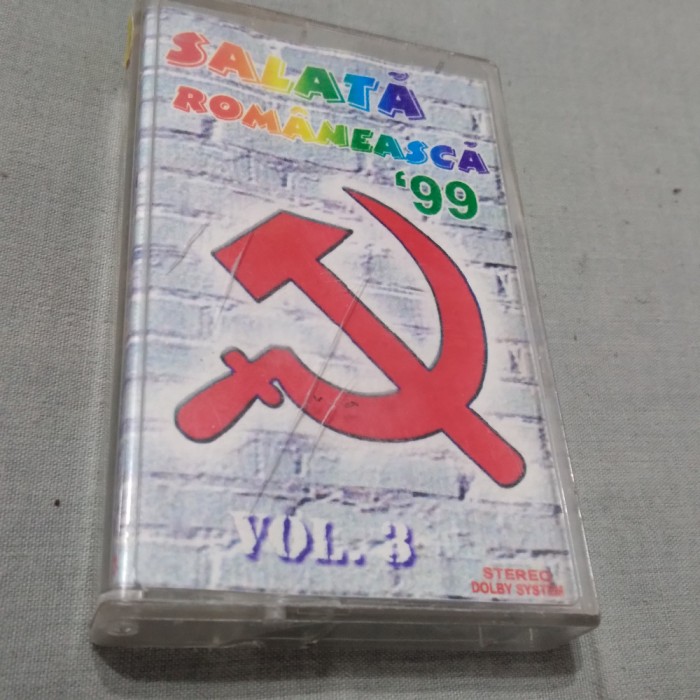 SALATĂ
ROMÂNEASCĂ
'99
VOL. 3
STEREO
DOLBY SYSTEM